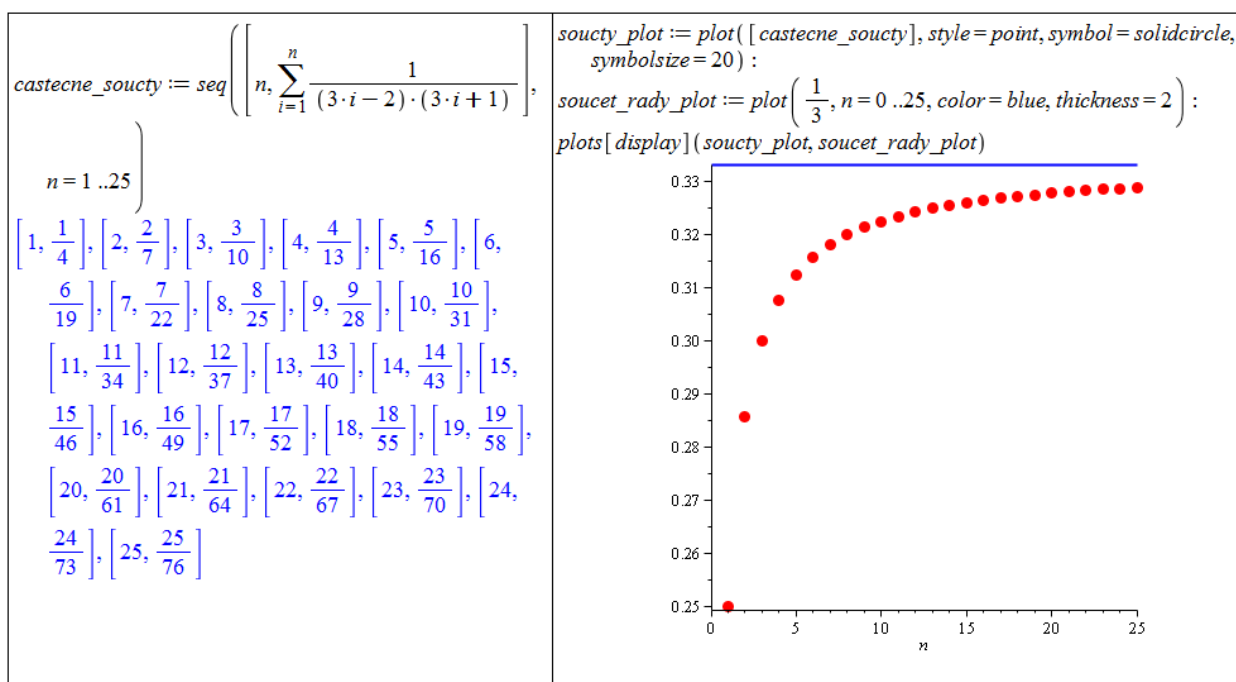 castecne_soucty := seq([n, \sum_{i=1}^{n} \frac{1}{(3·i−2)·(3·i+1)}],
n = 1 ..25)
[1, 1/4], [2, 2/7], [3, 3/10], [4, 4/13], [5, 5/16], [6,
6/19], [7, 7/22], [8, 8/25], [9, 9/28], [10, 10/31],
[11, 11/34], [12, 12/37], [13, 13/40], [14, 14/43], [15,
15/46], [16, 16/49], [17, 17/52], [18, 18/55], [19, 19/58],
[20, 20/61], [21, 21/64], [22, 22/67], [23, 23/70], [24,
24/73], [25, 25/76]
soucty_plot := plot([castecne_soucty], style = point, symbol = solidcircle,
symbolsize = 20) :
soucet_rady_plot := plot(1/3, n = 0 ..25, color = blue, thickness = 2) :
plots[display](soucty_plot, soucet_rady_plot)
0.33
0.32
0.31
0.30
0.29
0.28
0.27
0.26
0.25
0 5 10 15 20 25
n